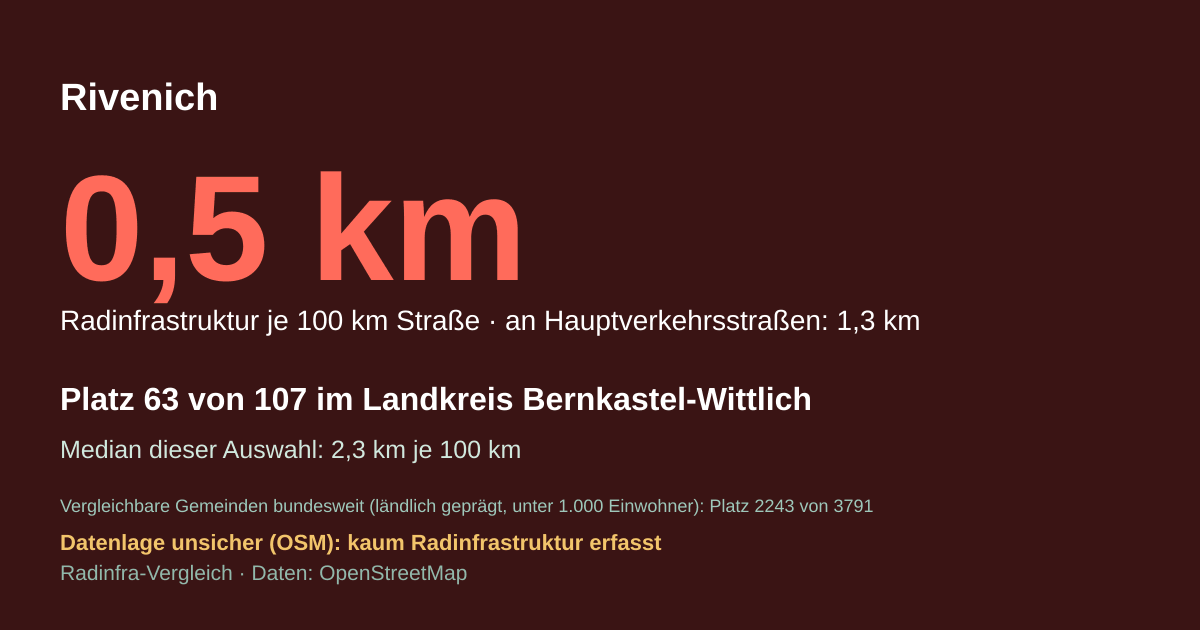 Rivenich
0,5 km
Radinfrastruktur je 100 km Straße · an Hauptverkehrsstraßen: 1,3 km
Platz 63 von 107 im Landkreis Bernkastel-Wittlich
Median dieser Auswahl: 2,3 km je 100 km
Vergleichbare Gemeinden bundesweit (ländlich geprägt, unter 1.000 Einwohner): Platz 2243 von 3791
Datenlage unsicher (OSM): kaum Radinfrastruktur erfasst
Radinfra-Vergleich · Daten: OpenStreetMap